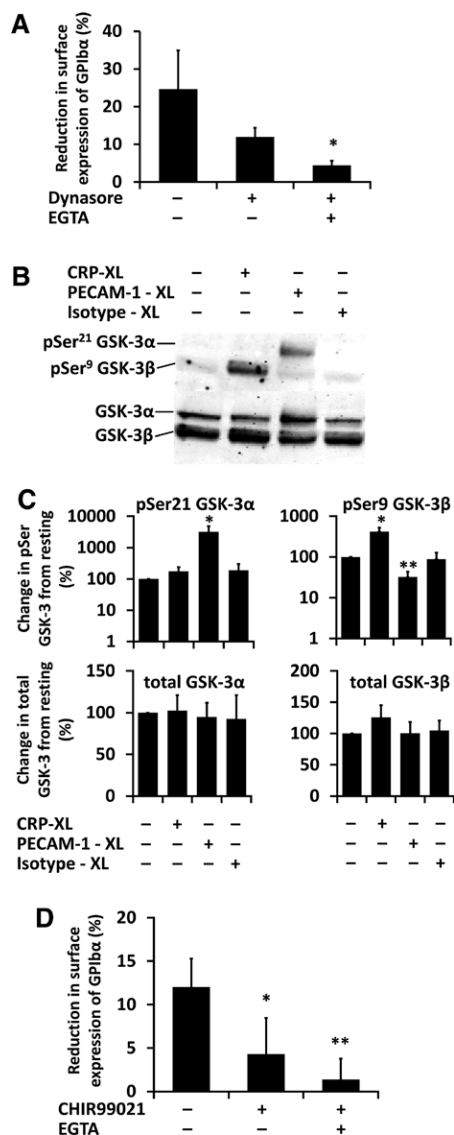 A
Reduction in surface
expression of GPIbα (%)
40
30
20
10
0
*
Dynasore – + +
EGTA – – +
B
CRP-XL – + – –
PECAM-1 - XL – – + –
Isotype - XL – – – +
pSer²¹ GSK-3α
pSer⁹ GSK-3β
GSK-3α
GSK-3β
C
pSer21 GSK-3α
Change in pSer
GSK-3 from resting
(%)
10000
1000
100
10
1
*
pSer9 GSK-3β
1000
100
10
1
*
**
total GSK-3α
Change in total
GSK-3 from resting
(%)
150
100
50
0
total GSK-3β
200
150
100
50
0
CRP-XL – + – – – + – –
PECAM-1 - XL – – + – – – + –
Isotype - XL – – – + – – – +
D
Reduction in surface
expression of GPIbα (%)
20
15
10
5
0
*
**
CHIR99021 – + +
EGTA – – +